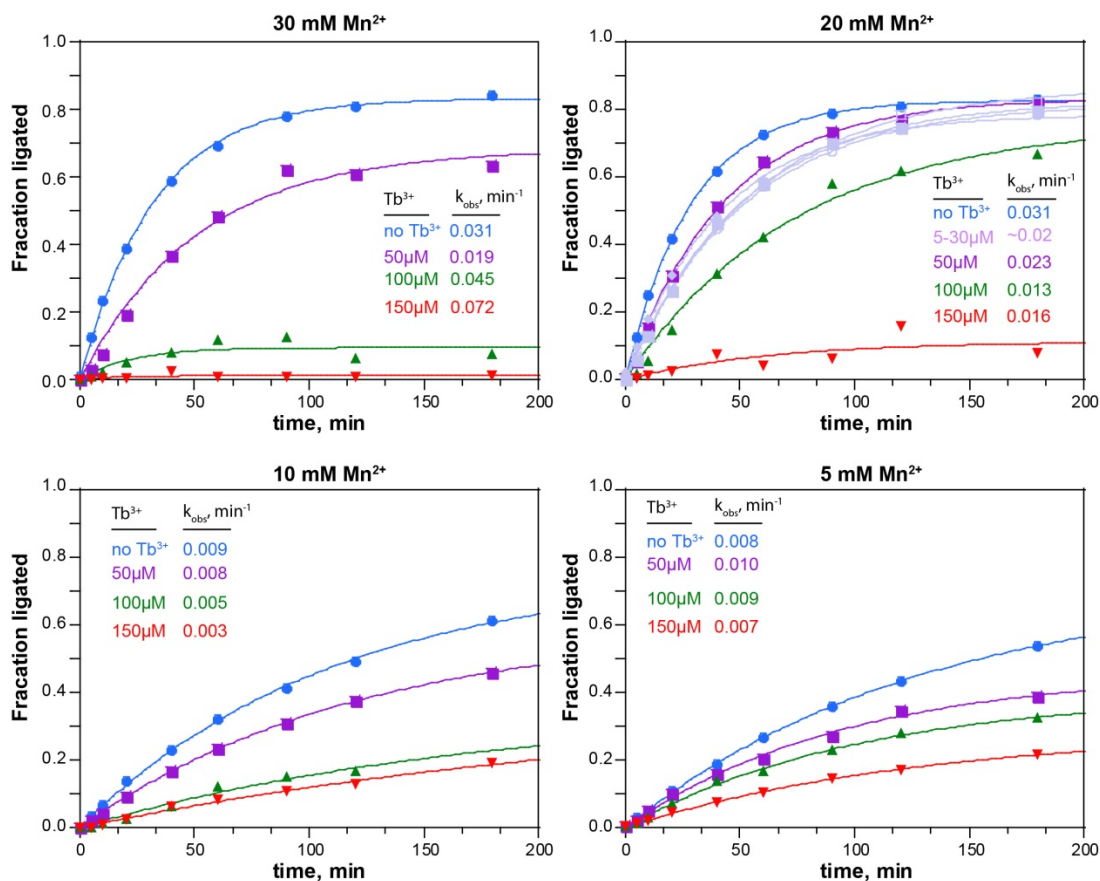 30 mM Mn²⁺
Fracation ligated
1.0
0.8
0.6
0.4
0.2
0.0
0
50
100
150
200
time, min
Tb³⁺ kobs, min⁻¹
no Tb³⁺ 0.031
50µM 0.019
100µM 0.045
150µM 0.072
20 mM Mn²⁺
Fracation ligated
1.0
0.8
0.6
0.4
0.2
0.0
0
50
100
150
200
time, min
Tb³⁺ kobs, min⁻¹
no Tb³⁺ 0.031
5-30µM ~0.02
50µM 0.023
100µM 0.013
150µM 0.016
10 mM Mn²⁺
Fracation ligated
1.0
0.8
0.6
0.4
0.2
0.0
0
50
100
150
200
time, min
Tb³⁺ kobs, min⁻¹
no Tb³⁺ 0.009
50µM 0.008
100µM 0.005
150µM 0.003
5 mM Mn²⁺
Fracation ligated
1.0
0.8
0.6
0.4
0.2
0.0
0
50
100
150
200
time, min
Tb³⁺ kobs, min⁻¹
no Tb³⁺ 0.008
50µM 0.010
100µM 0.009
150µM 0.007